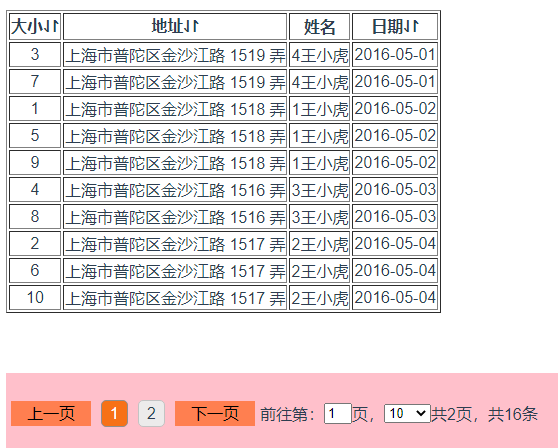 大小↓↑ 地址↓↑ 姓名 日期↓↑
3 上海市普陀区金沙江路 1519 弄 4王小虎 2016-05-01
7 上海市普陀区金沙江路 1519 弄 4王小虎 2016-05-01
1 上海市普陀区金沙江路 1518 弄 1王小虎 2016-05-02
5 上海市普陀区金沙江路 1518 弄 1王小虎 2016-05-02
9 上海市普陀区金沙江路 1518 弄 1王小虎 2016-05-02
4 上海市普陀区金沙江路 1516 弄 3王小虎 2016-05-03
8 上海市普陀区金沙江路 1516 弄 3王小虎 2016-05-03
2 上海市普陀区金沙江路 1517 弄 2王小虎 2016-05-04
6 上海市普陀区金沙江路 1517 弄 2王小虎 2016-05-04
10 上海市普陀区金沙江路 1517 弄 2王小虎 2016-05-04
上一页 1 2 下一页 前往第：1页，10 共2页，共16条